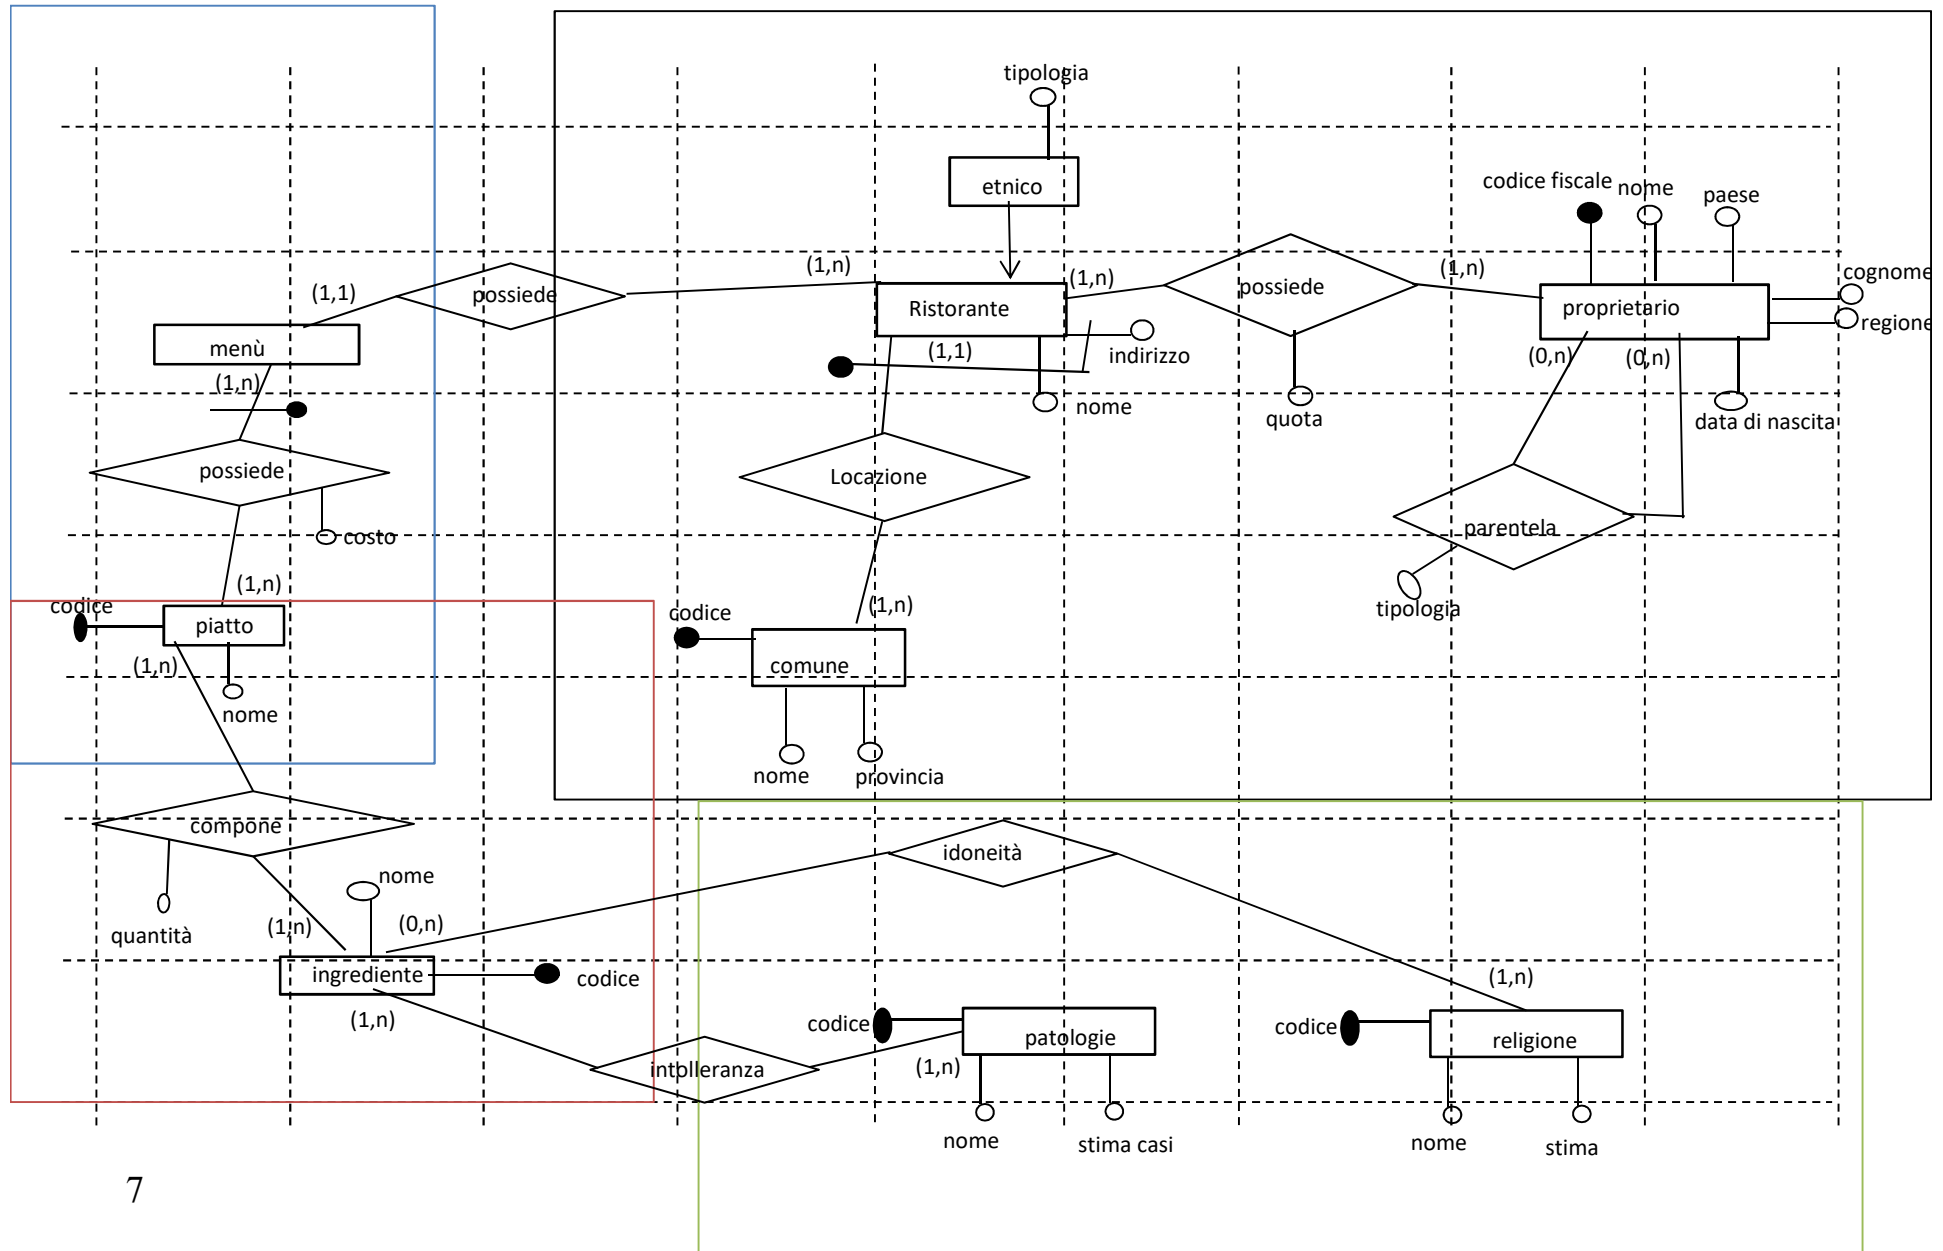 tipologia
etnico
codice fiscale
nome
paese
(1,n)
(1,n)
(1,n)
cognome
(1,1)
possiede
possiede
Ristorante
proprietario
regione
menù
(1,1)
indirizzo
(0,n)
(0,n)
(1,n)
nome
quota
data di nascita
possiede
Locazione
costo
parentela
(1,n)
codice
codice
(1,n)
tipologia
piatto
(1,n)
comune
nome
nome
provincia
compone
idoneità
nome
quantità
(1,n)
(0,n)
ingrediente
codice
(1,n)
(1,n)
codice
patologie
codice
religione
intolleranza
(1,n)
nome
stima casi
nome
stima
7